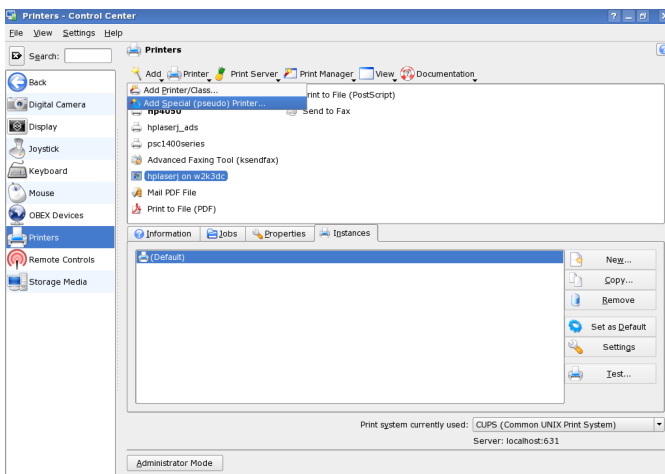 Printers - Control Center
File View Settings Help
Search:
Printers
Add Printer Print Server Print Manager View Documentation
Back
Digital Camera
Display
Joystick
Keyboard
Mouse
OBEX Devices
Printers
Remote Controls
Storage Media
Add Printer/Class...
Add Special (pseudo) Printer...
rint to File (PostScript)
hp4050
Send to Fax
hplaserj_ads
psc1400series
Advanced Faxing Tool (ksendfax)
hplaserj on w2k3dc
Mail PDF File
Print to File (PDF)
Information Jobs Properties Instances
(Default)
New...
Copy...
Remove
Set as Default
Settings
Test...
Print system currently used: CUPS (Common UNIX Print System)
Server: localhost:631
Administrator Mode